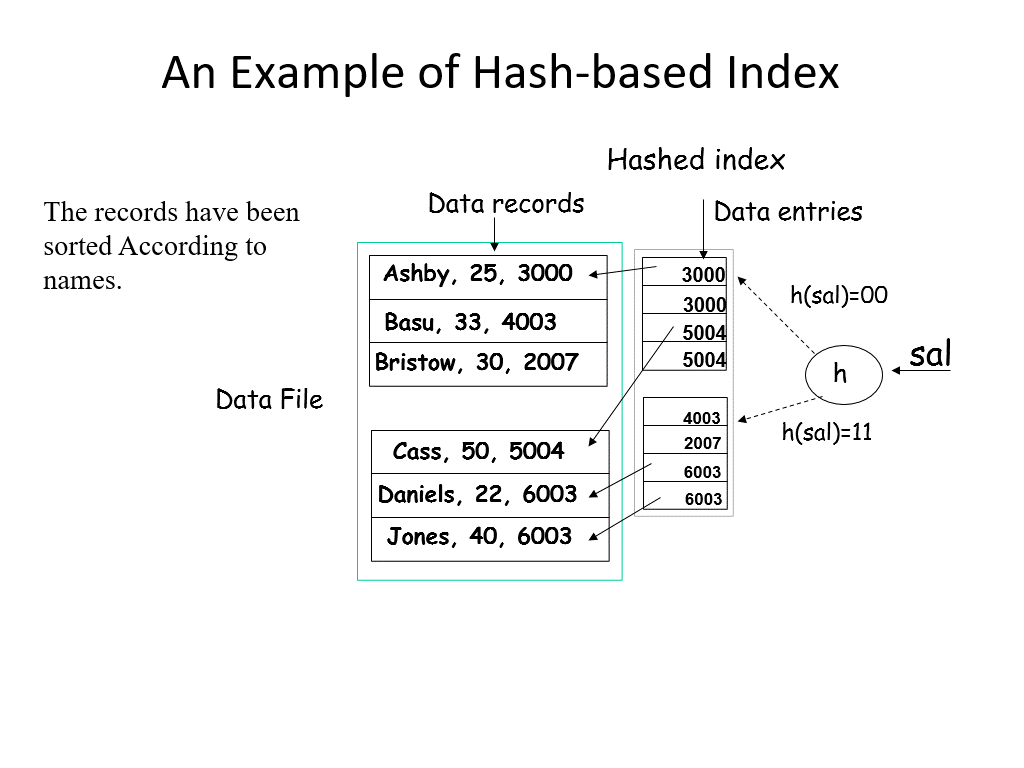 An Example of Hash-based Index
Hashed index
The records have been
sorted According to
names.
Data records
Data entries
Ashby, 25, 3000
Basu, 33, 4003
Bristow, 30, 2007
Data File
Cass, 50, 5004
Daniels, 22, 6003
Jones, 40, 6003
3000
3000
5004
5004
4003
2007
6003
6003
h(sal)=00
h
sal
h(sal)=11